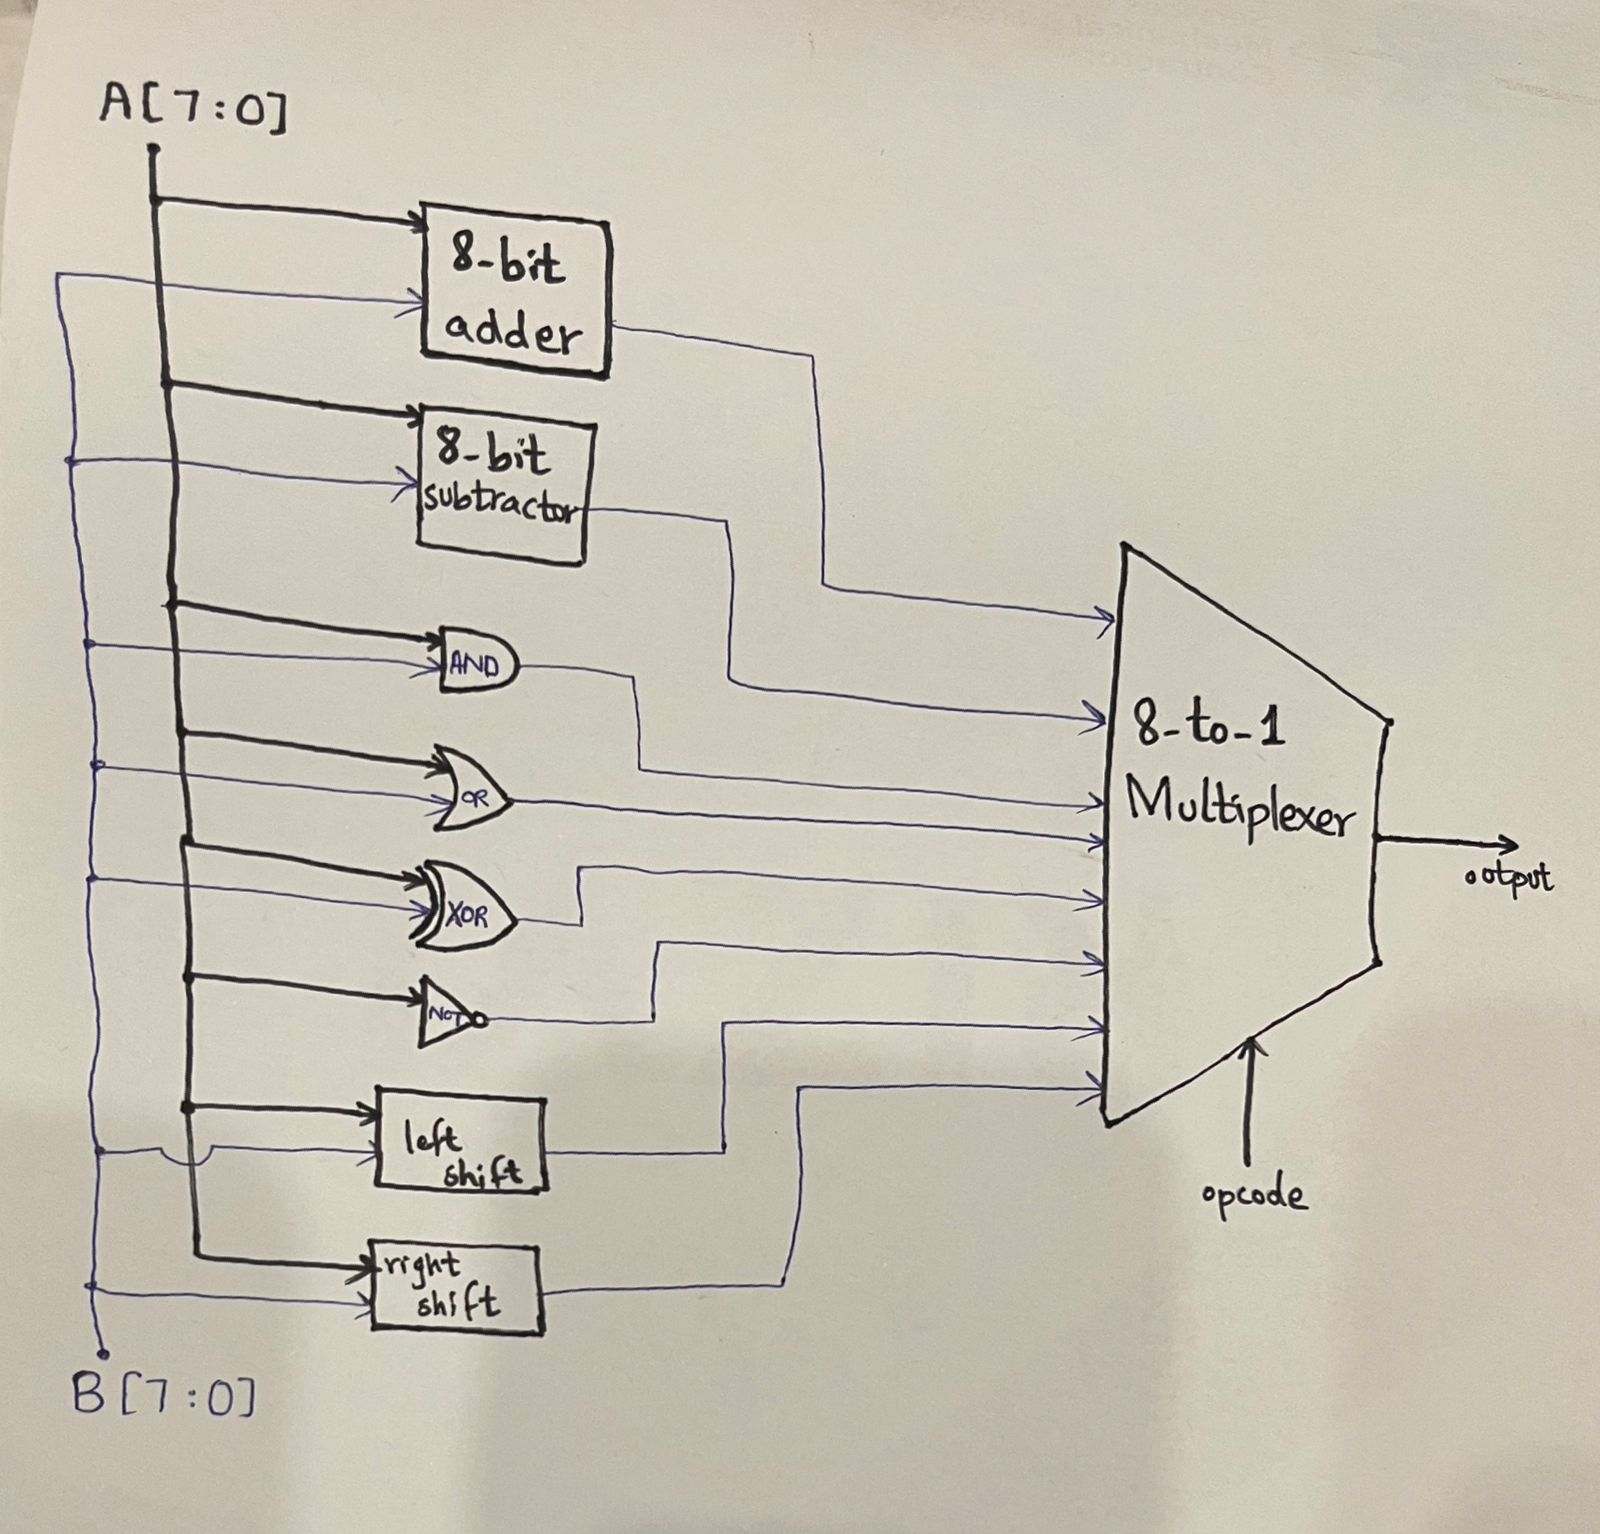 A[7:0]
8-bit
adder
8-bit
subtractor
AND
OR
XOR
NOT
left
shift
right
shift
B[7:0]
8-to-1
Multiplexer
output
opcode